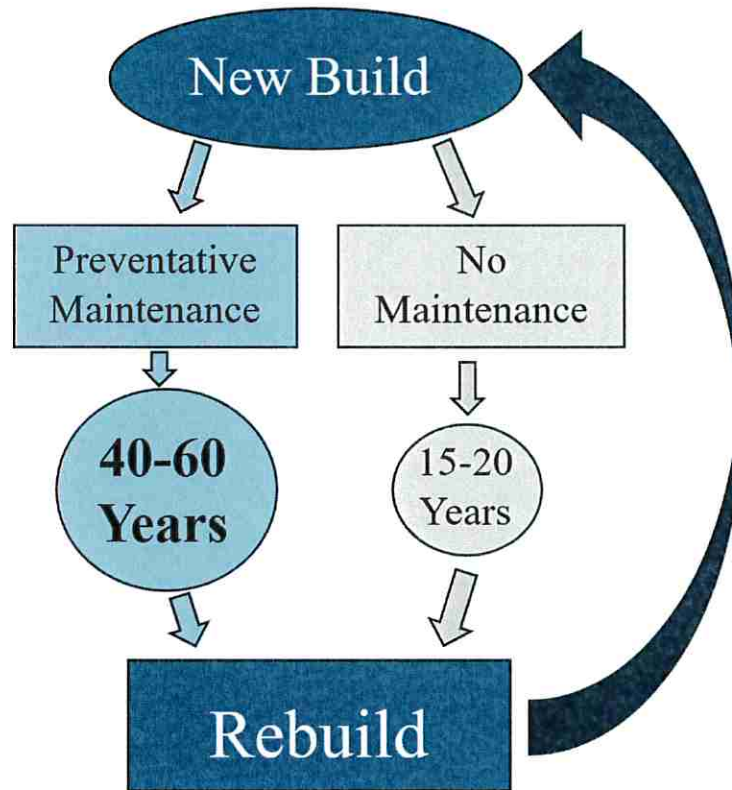 New Build
Preventative
Maintenance
No
Maintenance
40-60
Years
15-20
Years
Rebuild